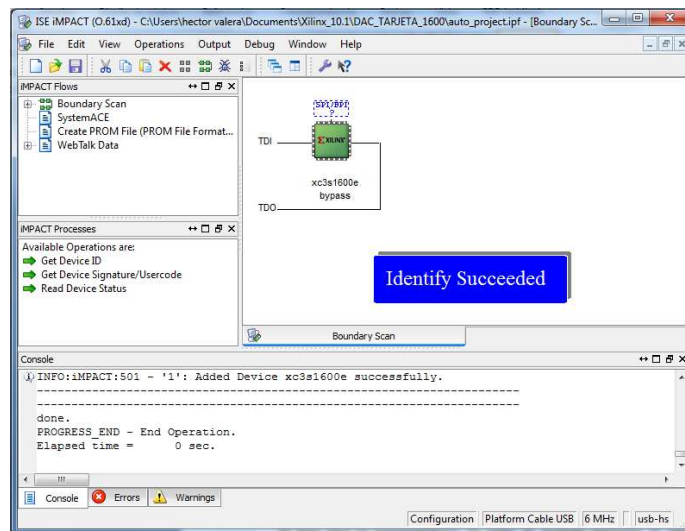 ISE iMPACT (O.61xd) - C:\Users\hector valera\Documents\Xilinx_10.1\DAC_TARJETA_1600\auto_project.ipf - [Boundary Sc...
File Edit View Operations Output Debug Window Help
iMPACT Flows
Boundary Scan
SystemACE
Create PROM File (PROM File Format...
WebTalk Data
iMPACT Processes
Available Operations are:
Get Device ID
Get Device Signature/Usercode
Read Device Status
SPI/BPI
?
TDI
XILINX
xc3s1600e
bypass
TDO
Identify Succeeded
Boundary Scan
Console
INFO:iMPACT:501 - '1': Added Device xc3s1600e successfully.
----------------------------------------------------------------------
----------------------------------------------------------------------
done.
PROGRESS_END - End Operation.
Elapsed time =      0 sec.
Console Errors Warnings
Configuration Platform Cable USB 6 MHz usb-hs